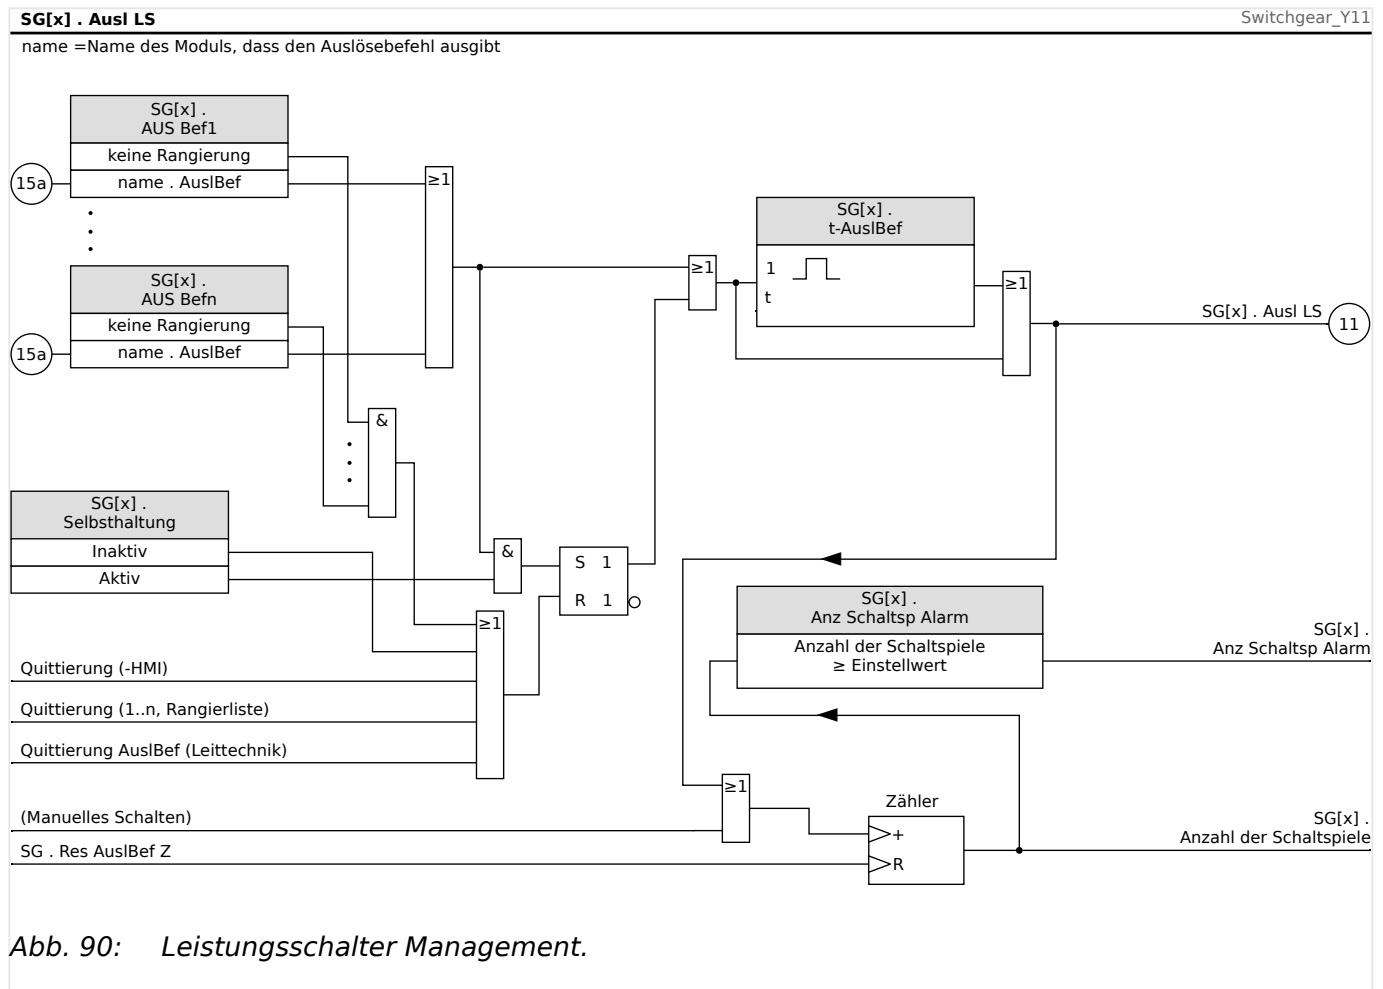 SG[x] . Ausl LS
Switchgear_Y11
name =Name des Moduls, dass den Auslösebefehl ausgibt
SG[x] .
AUS Bef1
keine Rangierung
15a
name . AuslBef
≥1
SG[x] .
t-AuslBef
1
t
≥1
≥1
SG[x] .
AUS Befn
keine Rangierung
15a
name . AuslBef
SG[x] . Ausl LS
11
&
SG[x] .
Selbsthaltung
Inaktiv
Aktiv
&
S 1
R 1
≥1
SG[x] .
Anz Schaltsp Alarm
Anzahl der Schaltspiele
≥ Einstellwert
SG[x] .
Anz Schaltsp Alarm
Quittierung (-HMI)
Quittierung (1..n, Rangierliste)
Quittierung AuslBef (Leittechnik)
≥1
Zähler
(Manuelles Schalten)
+
SG[x] .
Anzahl der Schaltspiele
SG . Res AuslBef Z
R
Abb. 90: Leistungsschalter Management.